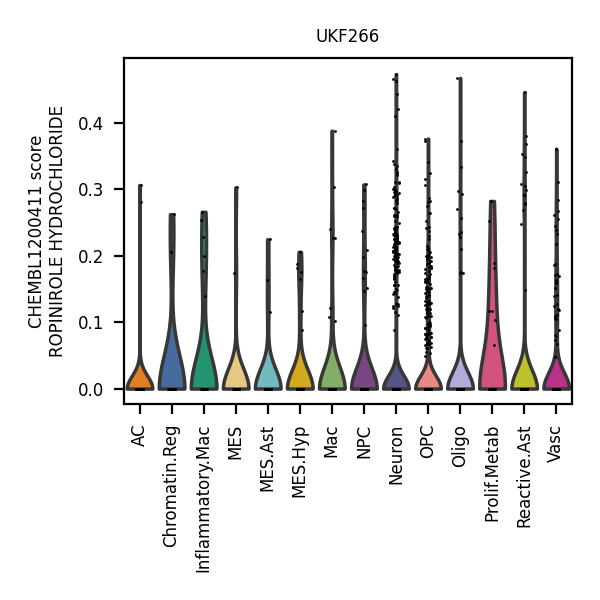 UKF266
CHEMBL1200411 score
ROPINIROLE HYDROCHLORIDE
0.4
0.3
0.2
0.1
0.0
AC
Chromatin.Reg
Inflammatory.Mac
MES
MES.Ast
MES.Hyp
Mac
NPC
Neuron
OPC
Oligo
Prolif.Metab
Reactive.Ast
Vasc